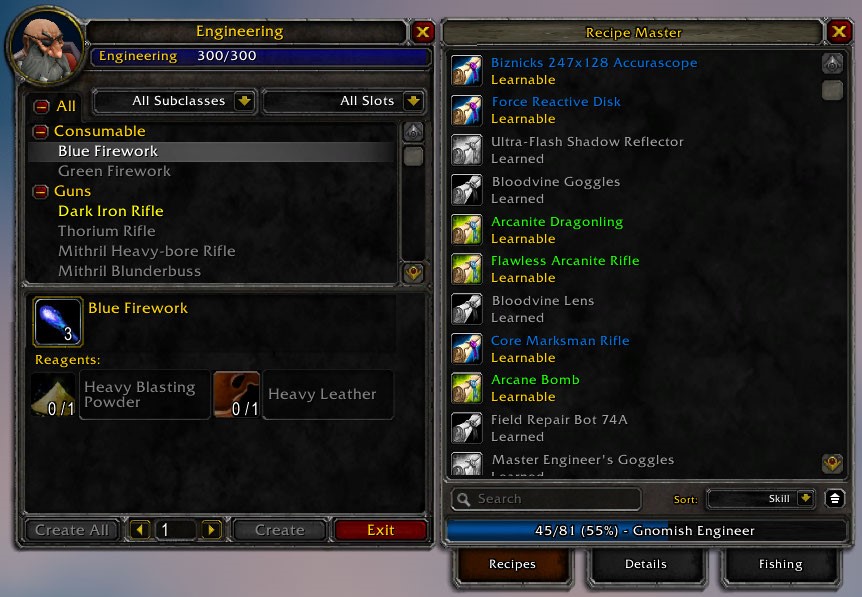 Engineering
Engineering 300/300
All
All Subclasses
All Slots
Consumable
Blue Firework
Green Firework
Guns
Dark Iron Rifle
Thorium Rifle
Mithril Heavy-bore Rifle
Mithril Blunderbuss
3
Blue Firework
Reagents:
0/1
Heavy Blasting
Powder
0/1
Heavy Leather
Create All
1
Create
Exit
Recipe Master
Biznicks 247x128 Accurascope
Learnable
Force Reactive Disk
Learnable
Ultra-Flash Shadow Reflector
Learned
Bloodvine Goggles
Learned
Arcanite Dragonling
Learnable
Flawless Arcanite Rifle
Learnable
Bloodvine Lens
Learned
Core Marksman Rifle
Learnable
Arcane Bomb
Learnable
Field Repair Bot 74A
Learned
Master Engineer's Goggles
Learned
Search
Sort:
Skill
45/81 (55%) - Gnomish Engineer
Recipes
Details
Fishing